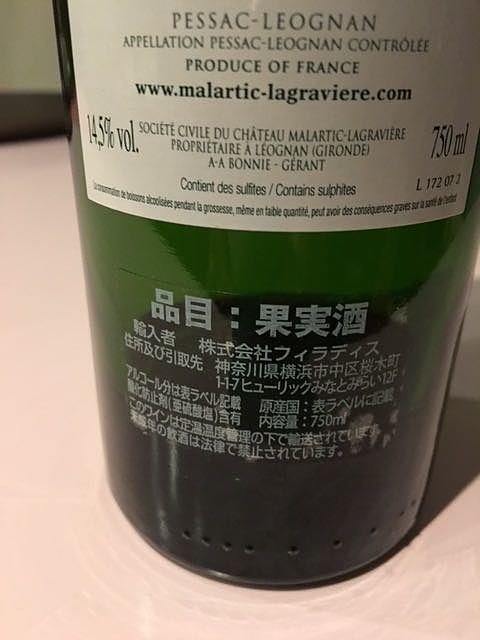 PESSAC-LEOGNAN
APPELLATION PESSAC-LEOGNAN CONTRÔLÉE
PRODUCE OF FRANCE
www.malartic-lagraviere.com
14,5% vol.
SOCIÉTÉ CIVILE DU CHÂTEAU MALARTIC-LAGRAVIÈRE
PROPRIÉTAIRE À LÉOGNAN (GIRONDE)
A-A BONNIE - GÉRANT
750 ml
Contient des sulfites / Contains sulphites
L 172 07 2
La consommation de boissons alcoolisées pendant la grossesse, même en faible quantité, peut avoir des conséquences graves sur la santé de l'enfant
品目：果実酒
輸入者 株式会社フィラディス
住所及び引取先 神奈川県横浜市中区桜木町
1-1-7ヒューリックみなとみらい12F
アルコール分は表ラベルに記載 原産国：表ラベルに記載
酸化防止剤(亜硫酸塩)含有 内容量：750ml
このワインは定温温度管理の下で輸送されています。
未成年の飲酒は法律で禁止されています。